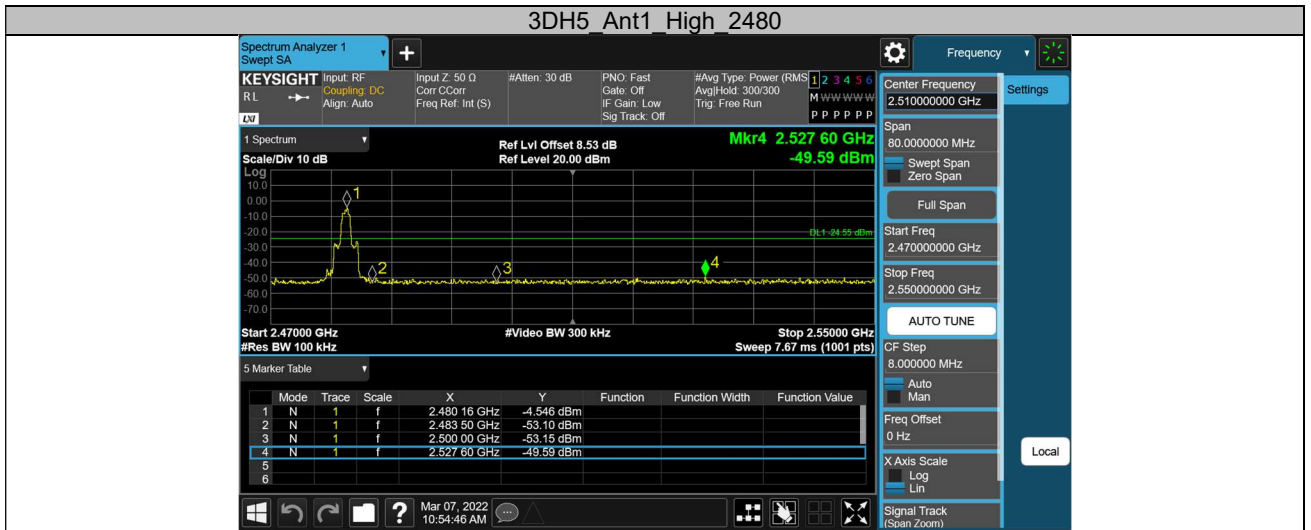 3DH5_Ant1_High_2480
Spectrum Analyzer 1
Swept SA
Frequency
KEYSIGHT
RL
LXI
Input: RF
Coupling: DC
Align: Auto
Input Z: 50 Ω
Corr CCorr
Freq Ref: Int (S)
#Atten: 30 dB
PNO: Fast
Gate: Off
IF Gain: Low
Sig Track: Off
#Avg Type: Power (RMS
Avg|Hold: 300/300
Trig: Free Run
1 2 3 4 5 6
M W W W W W
P P P P P P
1 Spectrum
Scale/Div 10 dB
Ref Lvl Offset 8.53 dB
Ref Level 20.00 dBm
Mkr4 2.527 60 GHz
-49.59 dBm
Log
10.0
0.00
-10.0
-20.0
-30.0
-40.0
-50.0
-60.0
-70.0
1
2
3
4
DL1 -24.55 dBm
Start 2.47000 GHz
#Res BW 100 kHz
#Video BW 300 kHz
Stop 2.55000 GHz
Sweep 7.67 ms (1001 pts)
5 Marker Table
Mode Trace Scale X Y Function Function Width Function Value
1 N 1 f 2.480 16 GHz -4.546 dBm
2 N 1 f 2.483 50 GHz -53.10 dBm
3 N 1 f 2.500 00 GHz -53.15 dBm
4 N 1 f 2.527 60 GHz -49.59 dBm
5
6
Mar 07, 2022
10:54:46 AM
Center Frequency
2.510000000 GHz
Span
80.0000000 MHz
Swept Span
Zero Span
Full Span
Start Freq
2.470000000 GHz
Stop Freq
2.550000000 GHz
AUTO TUNE
CF Step
8.000000 MHz
Auto
Man
Freq Offset
0 Hz
X Axis Scale
Log
Lin
Signal Track
(Span Zoom)
Settings
Local